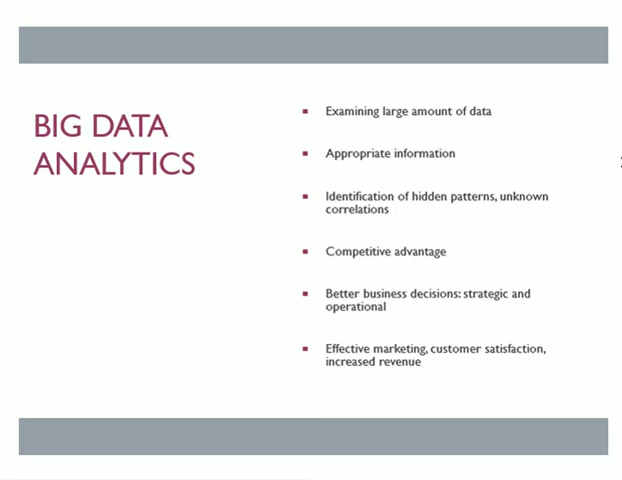 BIG DATA
ANALYTICS
Examining large amount of data
Appropriate information
Identification of hidden patterns, unknown
correlations
Competitive advantage
Better business decisions: strategic and
operational
Effective marketing, customer satisfaction,
increased revenue